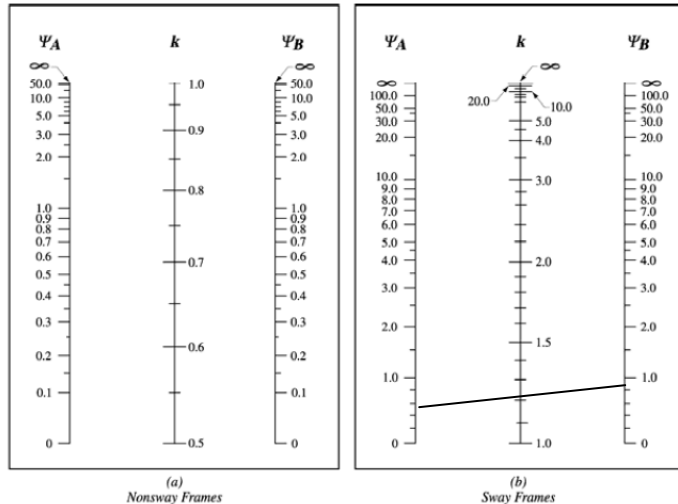 Ψ_A k Ψ_B
∞ ∞
50.0 1.0 50.0
10.0 10.0
5.0 0.9 5.0
3.0 3.0
2.0 2.0
0.8
1.0 1.0
0.9 0.9
0.8 0.8
0.7 0.7
0.6 0.7 0.6
0.5 0.5
0.4 0.4
0.3 0.3
0.6
0.2 0.2
0.1 0.1
0 0.5 0
(a)
Nonsway Frames
Ψ_A k Ψ_B
∞
∞ ∞
100.0 20.0 10.0 100.0
50.0 50.0
30.0 5.0 30.0
20.0 4.0 20.0
10.0 3.0 10.0
9.0 9.0
8.0 8.0
7.0 7.0
6.0 6.0
5.0 5.0
4.0 2.0 4.0
3.0 3.0
2.0 2.0
1.5
1.0 1.0
0 1.0 0
(b)
Sway Frames